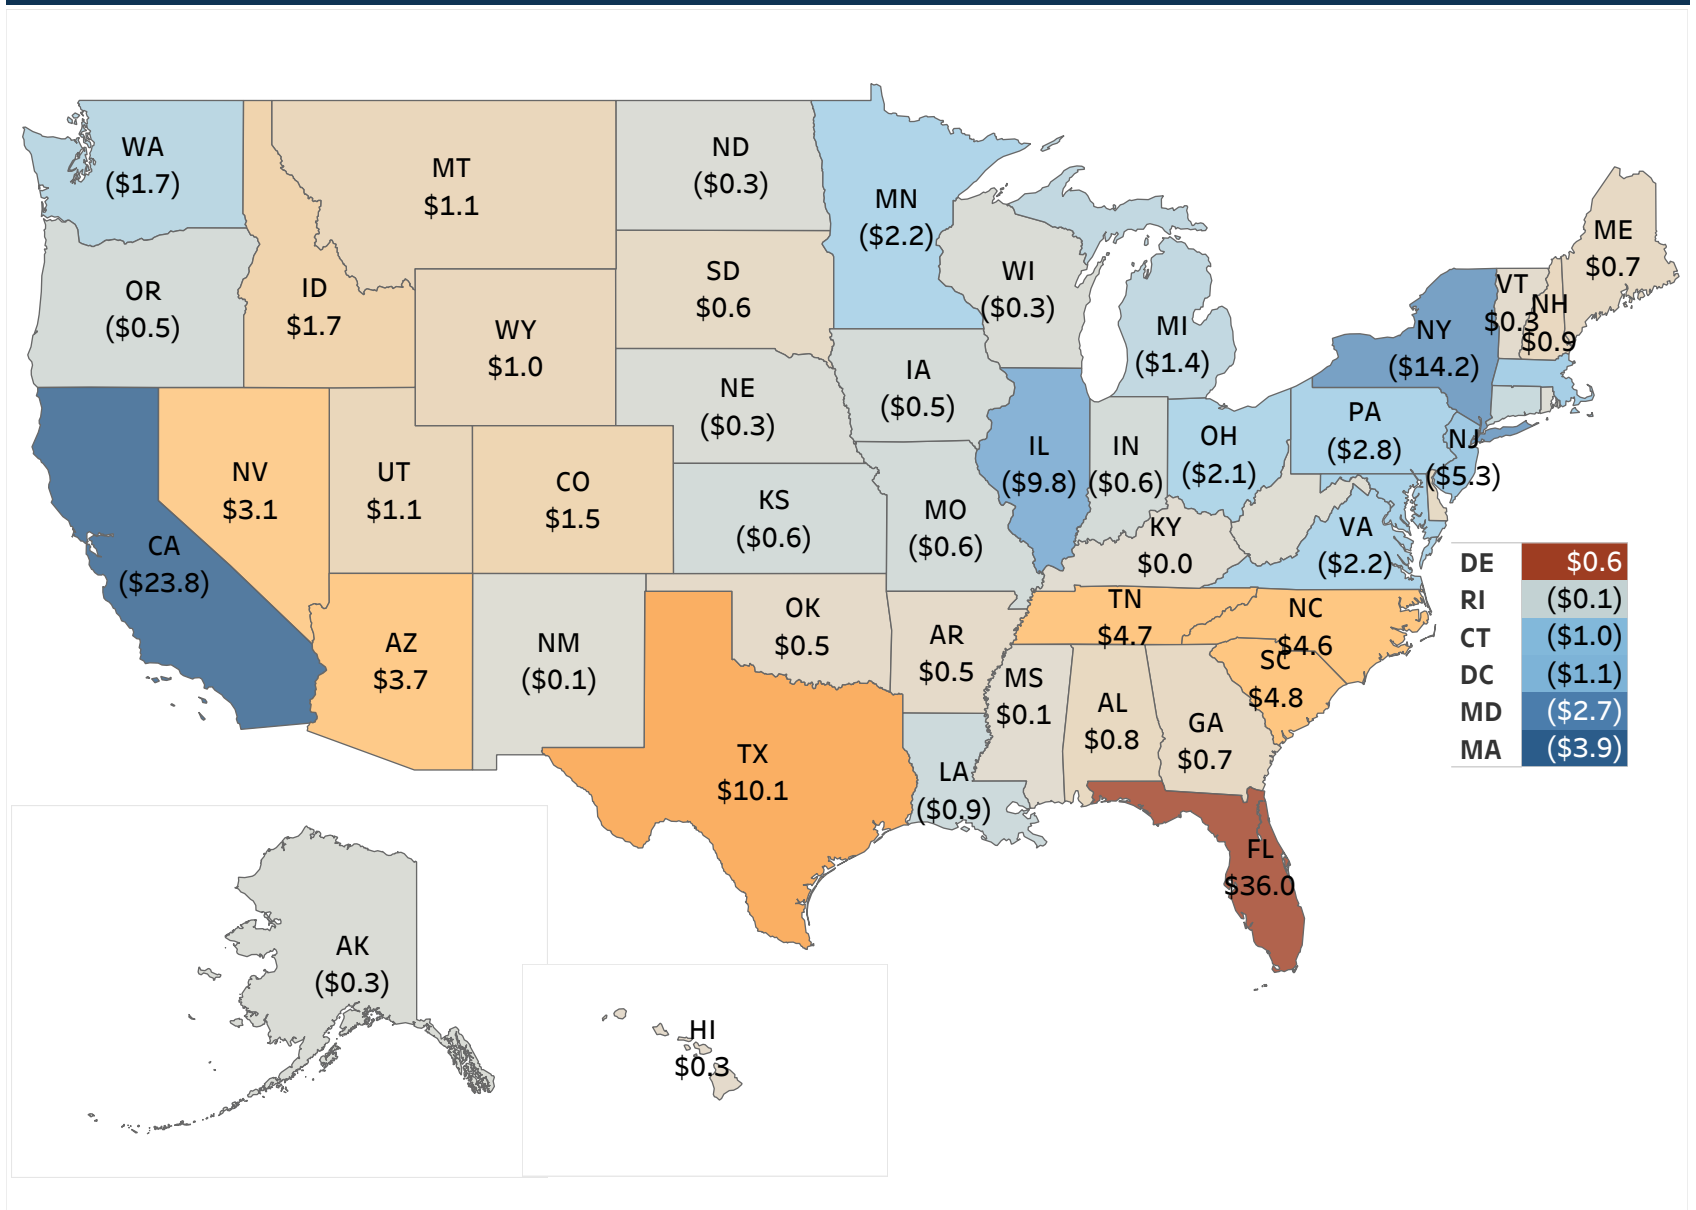 WA
($1.7)
MT
$1.1
ND
($0.3)
MN
($2.2)
OR
($0.5)
ID
$1.7
WY
$1.0
SD
$0.6
WI
($0.3)
MI
($1.4)
ME
$0.7
VT
$0.3
NH
$0.9
NY
($14.2)
NE
($0.3)
IA
($0.5)
PA
($2.8)
NJ
($5.3)
NV
$3.1
UT
$1.1
CO
$1.5
KS
($0.6)
MO
($0.6)
IL
($9.8)
IN
($0.6)
OH
($2.1)
CA
($23.8)
KY
$0.0
VA
($2.2)
AZ
$3.7
NM
($0.1)
OK
$0.5
AR
$0.5
TN
$4.7
NC
$4.6
SC
$4.8
MS
$0.1
AL
$0.8
GA
$0.7
TX
$10.1
LA
($0.9)
FL
$36.0
DE $0.6
RI ($0.1)
CT ($1.0)
DC ($1.1)
MD ($2.7)
MA ($3.9)
AK
($0.3)
HI
$0.3